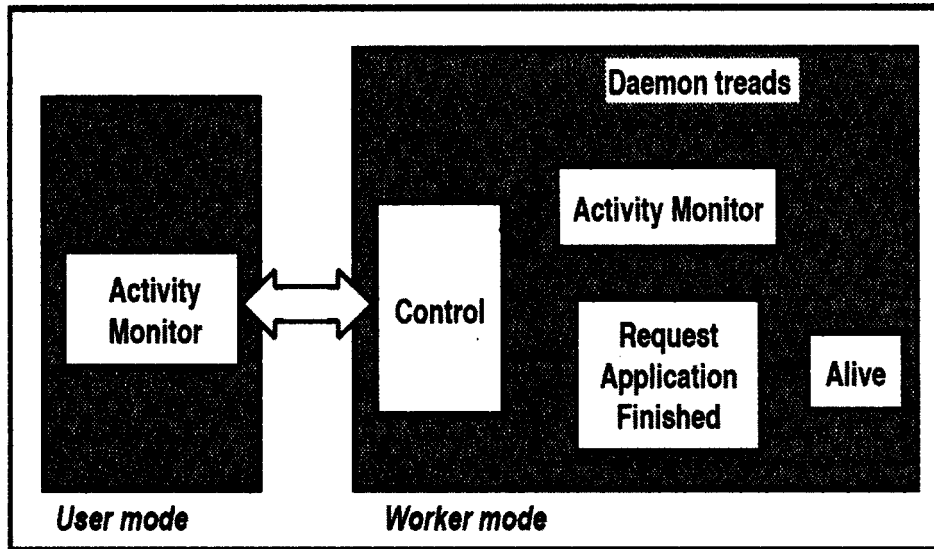 Daemon treads
Activity Monitor
Activity
Monitor
Control
Request
Application
Finished
Alive
User mode
Worker mode